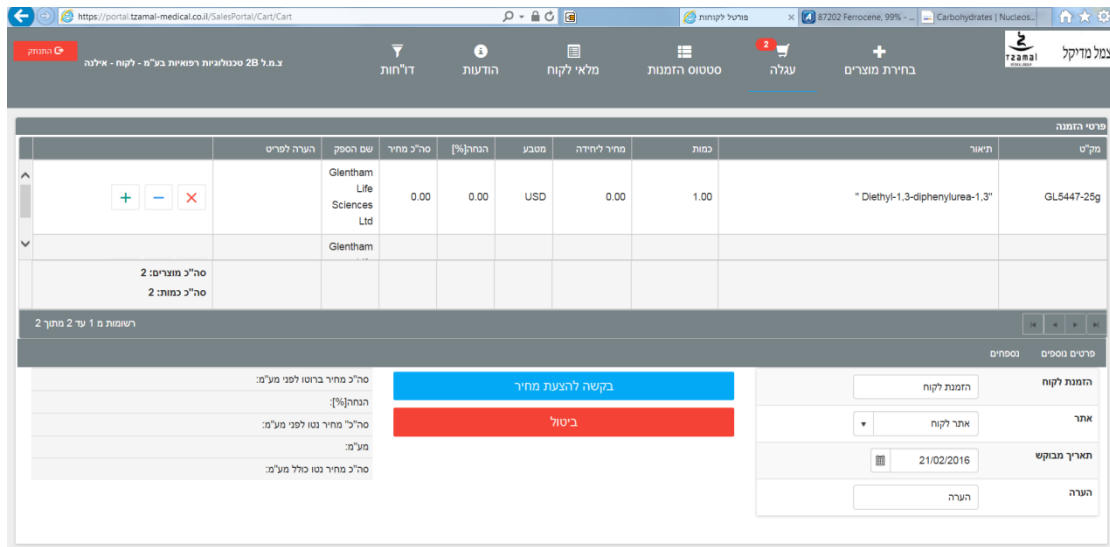 https://portal.tzamal-medical.co.il/SalesPortal/Cart/Cart
פורטל לקוחות
87202 Ferrocene, 99% - ...
Carbohydrates | Nucleos...
צמל מדיקל
Tzamal
בחירת מוצרים
2
עגלה
סטטוס הזמנות
מלאי לקוח
הודעות
דו"חות
צ.מ.ל 2B טכנולוגיות רפואיות בע"מ - לקוח - אילנה
התנתק
פרטי הזמנה
מק"ט תיאור כמות מחיר ליחידה מטבע הנחה[%] סה"כ מחיר שם הספק הערה לפריט
GL5447-25g " Diethyl-1,3-diphenylurea-1,3" 1.00 0.00 USD 0.00 0.00 Glentham
Life
Sciences
Ltd
Glentham
סה"כ מוצרים: 2
סה"כ כמות: 2
רשומות מ 1 עד 2 מתוך 2
פרטים נוספים נספחים
הזמנת לקוח הזמנת לקוח
אתר אתר לקוח
תאריך מבוקש 21/02/2016
הערה הערה
בקשה להצעת מחיר
ביטול
סה"כ מחיר ברוטו לפני מע"מ:
הנחה[%]:
סה"כ" מחיר נטו לפני מע"מ:
מע"מ:
סה"כ מחיר נטו כולל מע"מ: